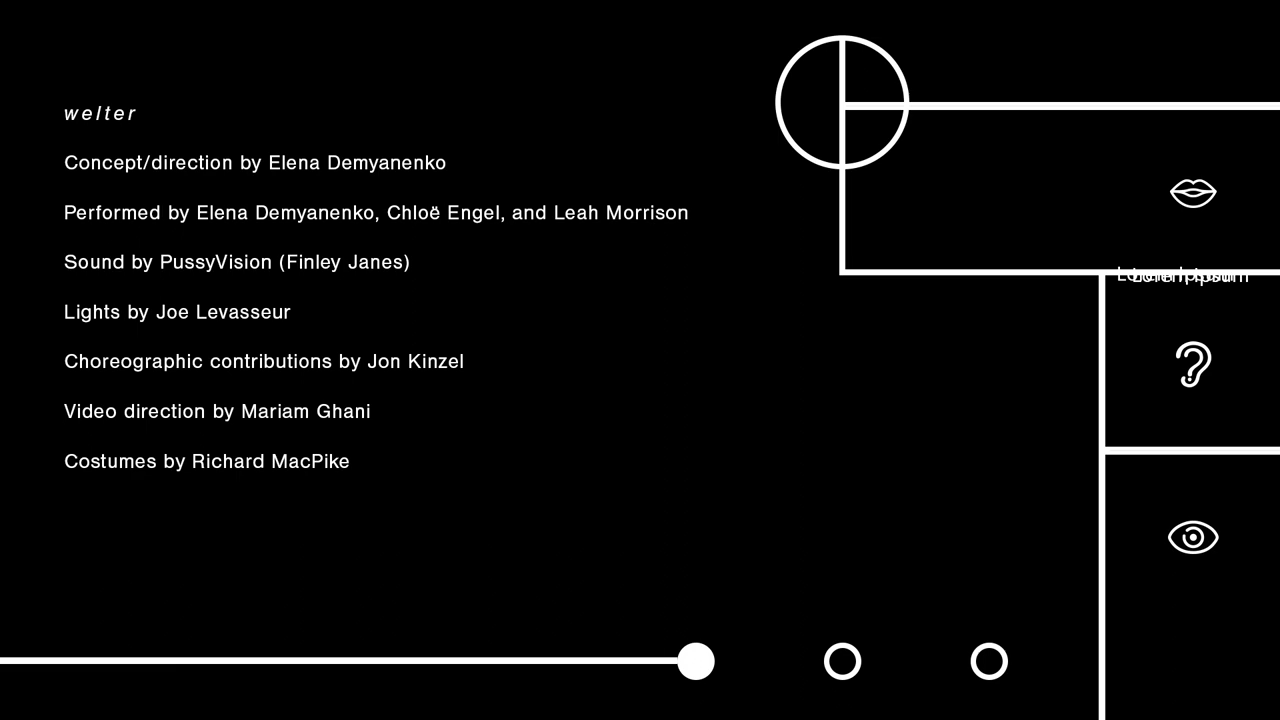 welter
Concept/direction by Elena Demyanenko
Performed by Elena Demyanenko, Chloë Engel, and Leah Morrison
Sound by PussyVision (Finley Janes)
Lights by Joe Levasseur
Choreographic contributions by Jon Kinzel
Video direction by Mariam Ghani
Costumes by Richard MacPike